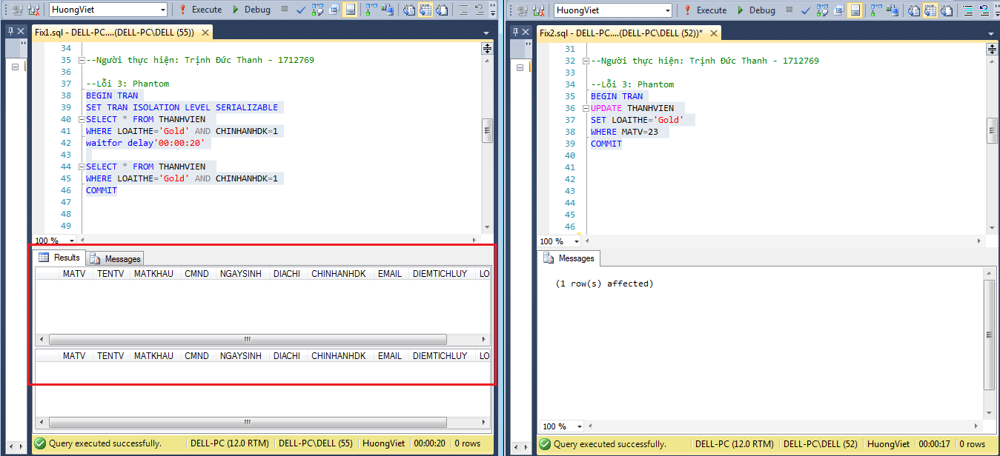 HuongViet
Execute
Debug
Fix1.sql - DELL-PC....(DELL-PC\DELL (55))
34
35 --Người thực hiện: Trịnh Đức Thanh - 1712769
36
37 --Lỗi 3: Phantom
38 BEGIN TRAN
39 SET TRAN ISOLATION LEVEL SERIALIZABLE
40 SELECT * FROM THANHVIEN
41 WHERE LOAITHE='Gold' AND CHINHANHDK=1
42 waitfor delay'00:00:20'
43
44 SELECT * FROM THANHVIEN
45 WHERE LOAITHE='Gold' AND CHINHANHDK=1
46 COMMIT
47
48
49
100 %
Results Messages
MATV TENTV MATKHAU CMND NGAYSINH DIACHI CHINHANHDK EMAIL DIEMTICHLUY LO
MATV TENTV MATKHAU CMND NGAYSINH DIACHI CHINHANHDK EMAIL DIEMTICHLUY LO
Query executed successfully. DELL-PC (12.0 RTM) DELL-PC\DELL (55) HuongViet 00:00:20 0 rows
HuongViet
Execute
Debug
Fix2.sql - DELL-PC....(DELL-PC\DELL (52))*
31
32 --Người thực hiện: Trịnh Đức Thanh - 1712769
33
34 --Lỗi 3: Phantom
35 BEGIN TRAN
36 UPDATE THANHVIEN
37 SET LOAITHE='Gold'
38 WHERE MATV=23
39 COMMIT
40
41
42
43
44
45
46
100 %
Messages
(1 row(s) affected)
100 %
Query executed successfully. DELL-PC (12.0 RTM) DELL-PC\DELL (52) HuongViet 00:00:17 0 rows